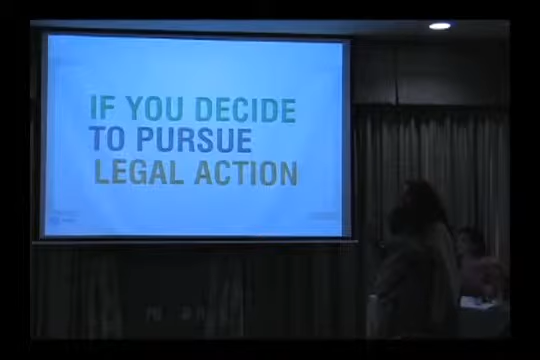 IF YOU DECIDE
TO PURSUE
LEGAL ACTION